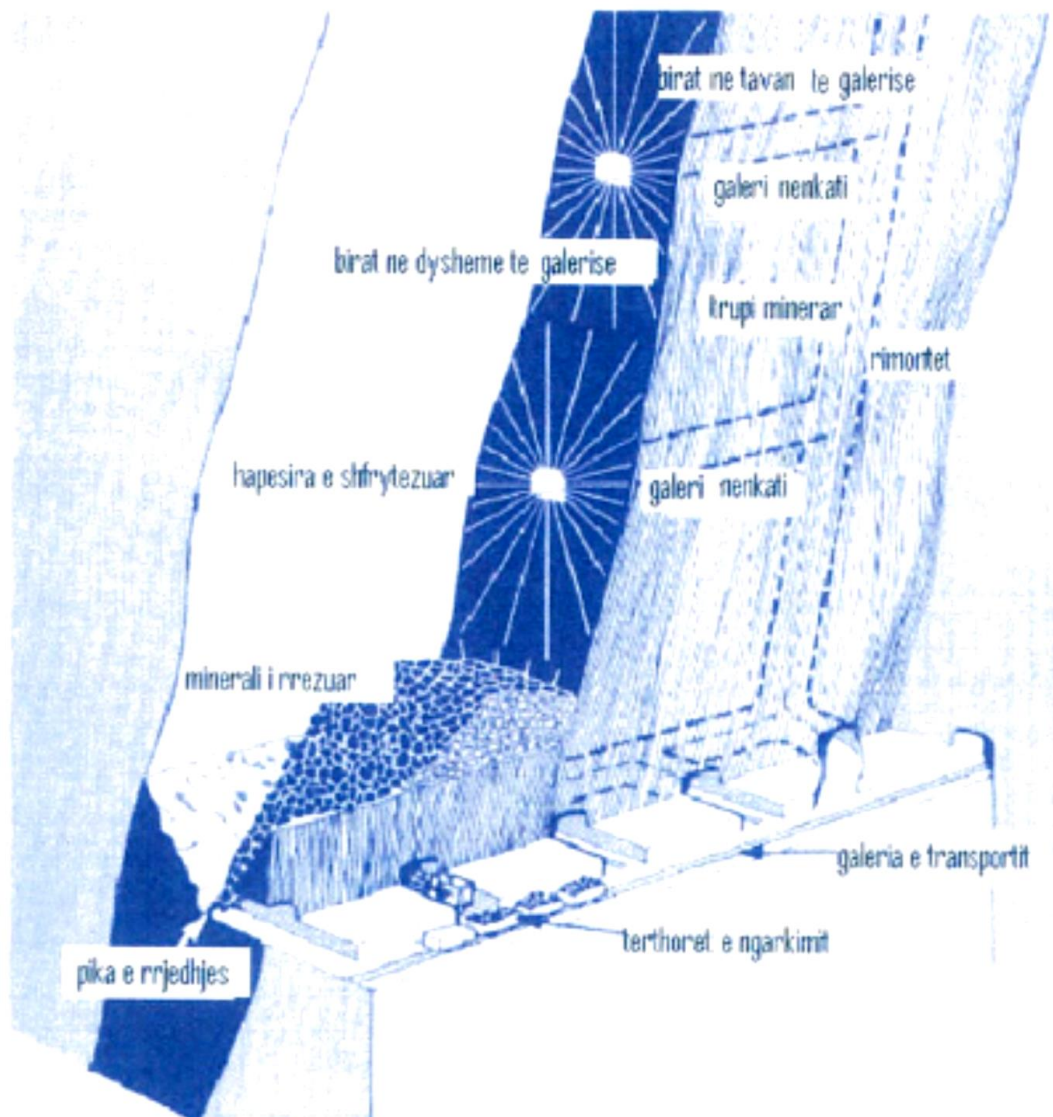 birat ne tavan te galerise
galeri nenkati
birat ne dysheme te galerise
trupi minerar
rimontet
hapesira e shfrytezuar
galeri nenkati
minerali i rrezuar
galeria e transportit
terthoret e ngarkimit
pika e rrjedhjes